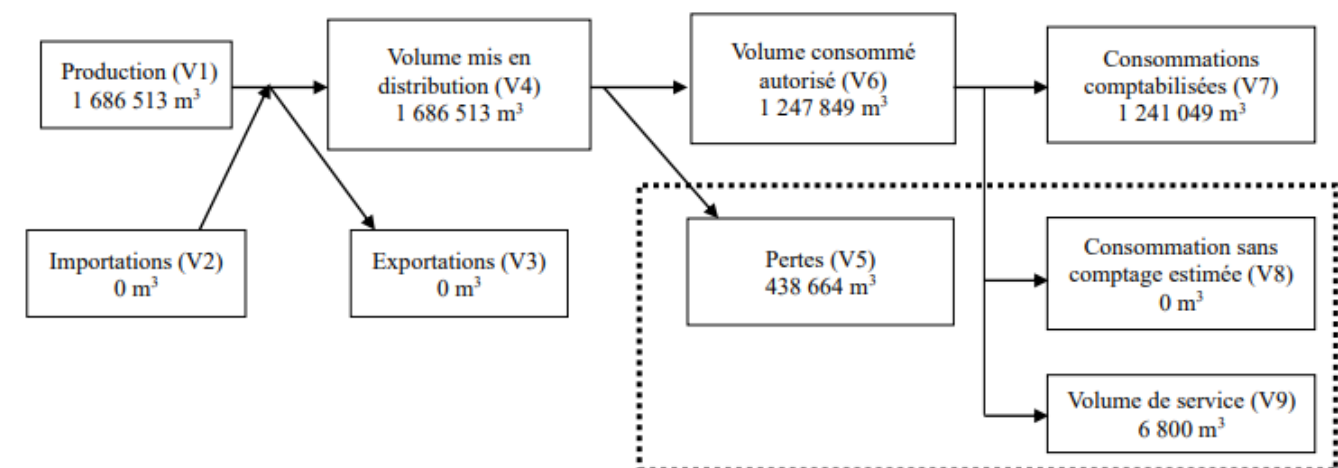 Production (V1)
1 686 513 m³
Volume mis en
distribution (V4)
1 686 513 m³
Volume consommé
autorisé (V6)
1 247 849 m³
Consommations
comptabilisées (V7)
1 241 049 m³
Importations (V2)
0 m³
Exportations (V3)
0 m³
Pertes (V5)
438 664 m³
Consommation sans
comptage estimée (V8)
0 m³
Volume de service (V9)
6 800 m³